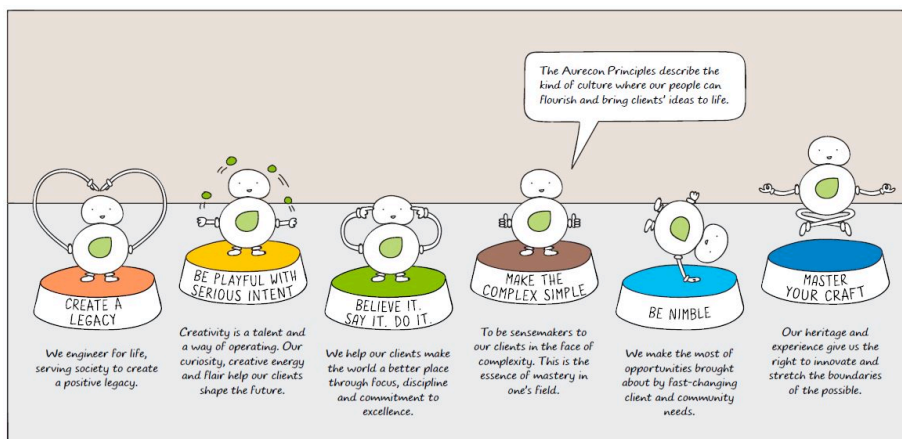 The Aurecon Principles describe the
kind of culture where our people can
flourish and bring clients' ideas to life.
CREATE A
LEGACY
We engineer for life,
serving society to create
a positive legacy.
BE PLAYFUL WITH
SERIOUS INTENT
Creativity is a talent and
a way of operating. Our
curiosity, creative energy
and flair help our clients
shape the future.
BELIEVE IT.
SAY IT. DO IT.
We help our clients make
the world a better place
through focus, discipline
and commitment to
excellence.
MAKE THE
COMPLEX SIMPLE
To be sensemakers to
our clients in the face of
complexity. This is the
essence of mastery in
one's field.
BE NIMBLE
We make the most of
opportunities brought
about by fast-changing
client and community
needs.
MASTER
YOUR CRAFT
Our heritage and
experience give us the
right to innovate and
stretch the boundaries
of the possible.